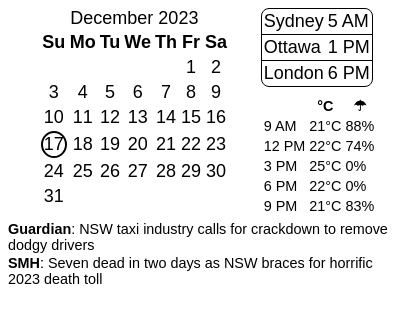 December 2023
Su Mo Tu We Th Fr Sa
1 2
3 4 5 6 7 8 9
10 11 12 13 14 15 16
17 18 19 20 21 22 23
24 25 26 27 28 29 30
31
Sydney 5 AM
Ottawa 1 PM
London 6 PM
°C ☂
9 AM 21°C 88%
12 PM 22°C 74%
3 PM 25°C 0%
6 PM 22°C 0%
9 PM 21°C 83%
Guardian: NSW taxi industry calls for crackdown to remove
dodgy drivers
SMH: Seven dead in two days as NSW braces for horrific
2023 death toll